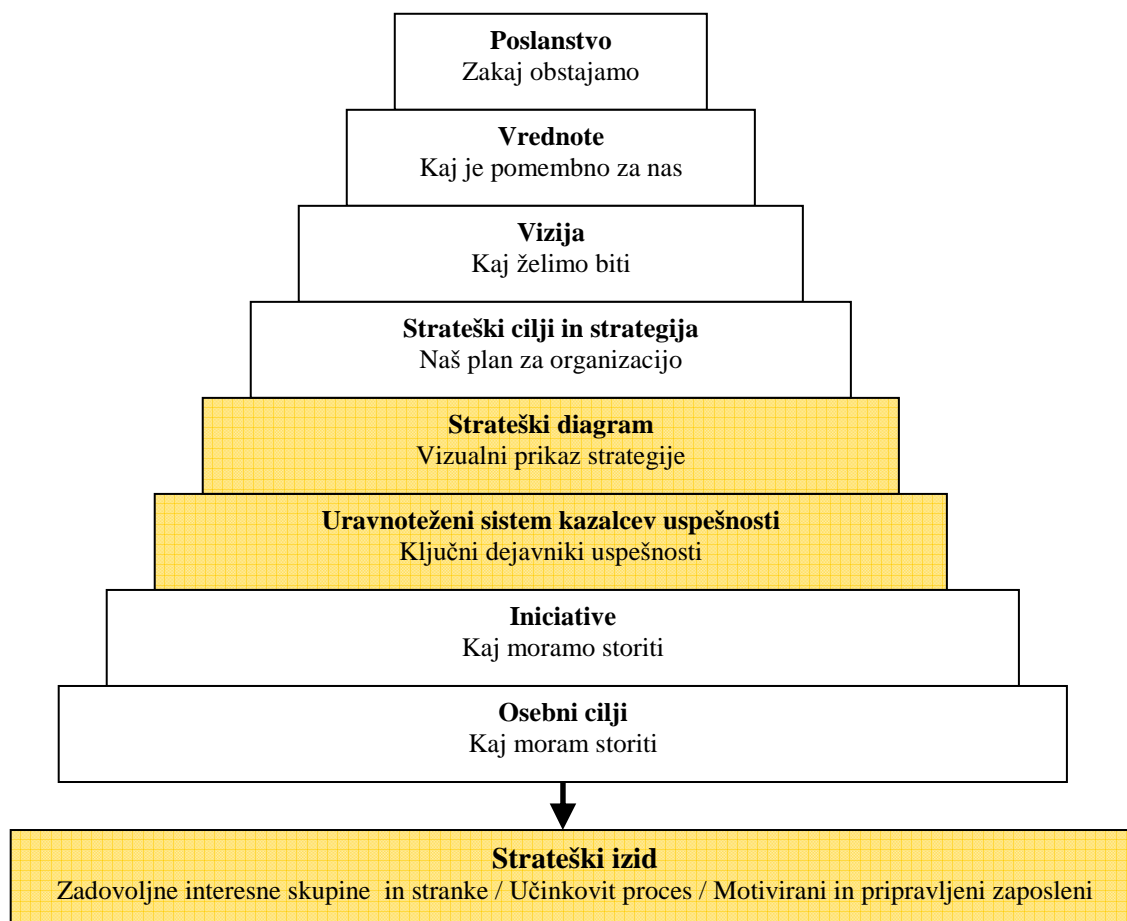 Poslanstvo
Zakaj obstajamo
Vrednote
Kaj je pomembno za nas
Vizija
Kaj želimo biti
Strateški cilji in strategija
Naš plan za organizacijo
Strateški diagram
Vizualni prikaz strategije
Uravnoteženi sistem kazalcev uspešnosti
Ključni dejavniki uspešnosti
Iniciative
Kaj moramo storiti
Osebni cilji
Kaj moram storiti
Strateški izid
Zadovoljne interesne skupine in stranke / Učinkovit proces / Motivirani in pripravljeni zaposleni